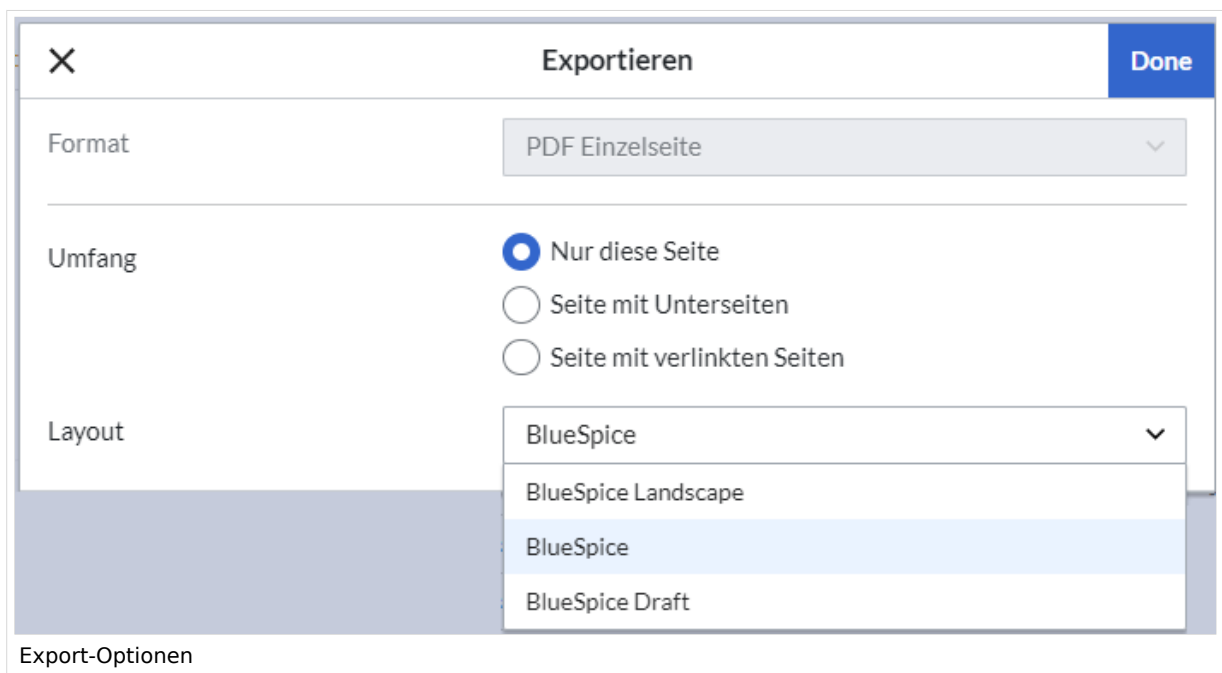 Exportieren
Done
Format
PDF Einzelseite
Umfang
Nur diese Seite
Seite mit Unterseiten
Seite mit verlinkten Seiten
Layout
BlueSpice
BlueSpice Landscape
BlueSpice
BlueSpice Draft
Export-Optionen